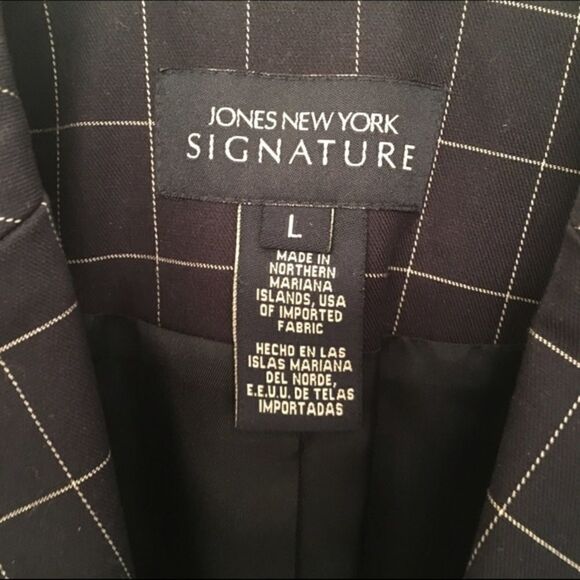 JONES NEW YORK
SIGNATURE
L
MADE IN
NORTHERN
MARIANA
ISLANDS, USA
OF IMPORTED
FABRIC
HECHO EN LAS
ISLAS MARIANA
DEL NORDE,
E.E.U.U. DE TELAS
IMPORTADAS